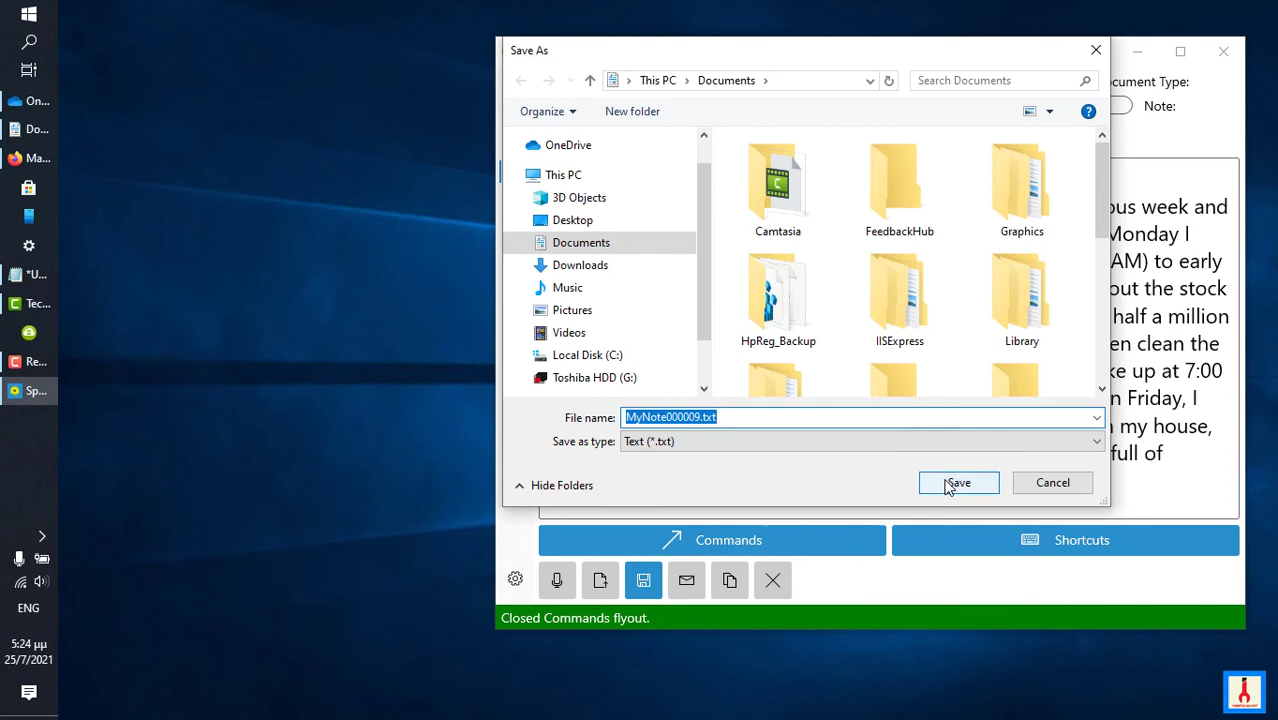 Save As
This PC
Documents
Search Documents
Organize
New folder
OneDrive
This PC
3D Objects
Desktop
Documents
Downloads
Music
Pictures
Videos
Local Disk (C:)
Toshiba HDD (G:)
Camtasia
FeedbackHub
Graphics
HpReg_Backup
IISExpress
Library
File name:
MyNote000009.txt
Save as type:
Text (*.txt)
Hide Folders
Save
Cancel
ocument Type:
Note:
ous week and
Monday I
AM) to early
out the stock
half a million
en clean the
ke up at 7:00
n Friday, I
n my house,
full of
Commands
Shortcuts
Closed Commands flyout.
On...
Do...
Ma...
*U...
Tec...
Re...
Sp...
ENG
5:24 μμ
25/7/2021